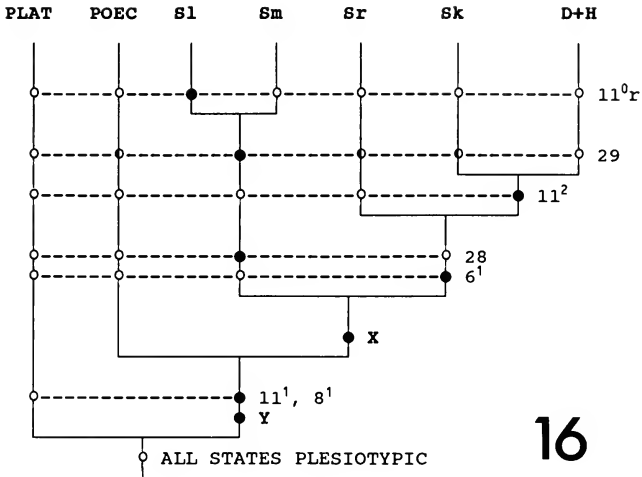 PLAT POEC Sl Sm Sr Sk D+H
11⁰r
29
11²
28
6¹
X
11¹, 8¹
Y
ALL STATES PLESIOTYPIC
16